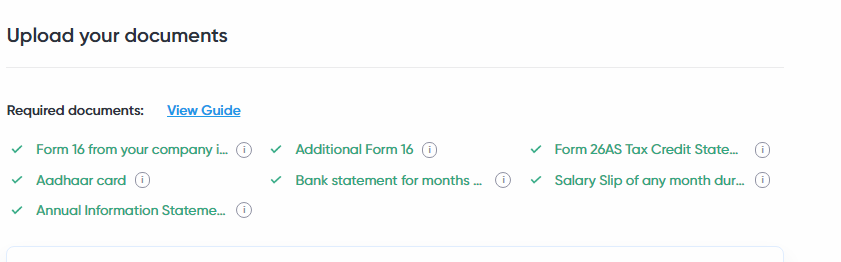 Upload your documents
Required documents: View Guide
Form 16 from your company i... Additional Form 16 Form 26AS Tax Credit State...
Aadhaar card Bank statement for months ... Salary Slip of any month dur...
Annual Information Stateme...